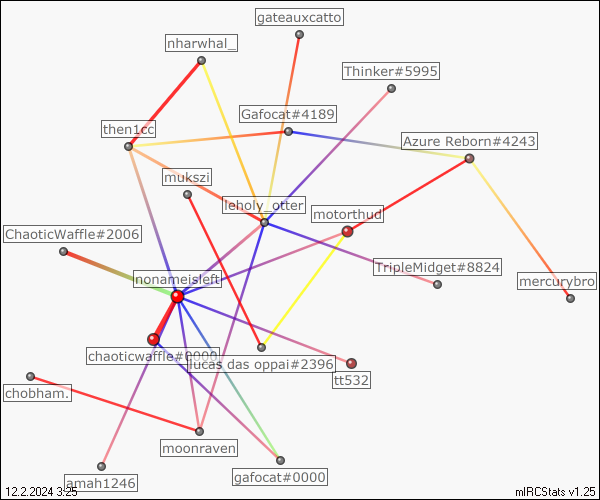 gateauxcatto
nharwhal_
Thinker#5995
Gafocat#4189
then1cc
Azure Reborn#4243
mukszi
leholy_otter
motorthud
ChaoticWaffle#2006
TripleMidget#8824
nonameisleft
mercurybro
chaoticwaffle#0000
lucas das oppai#2396
tt532
chobham.
moonraven
gafocat#0000
amah1246
12.2.2024 3:25
mIRCStats v1.25